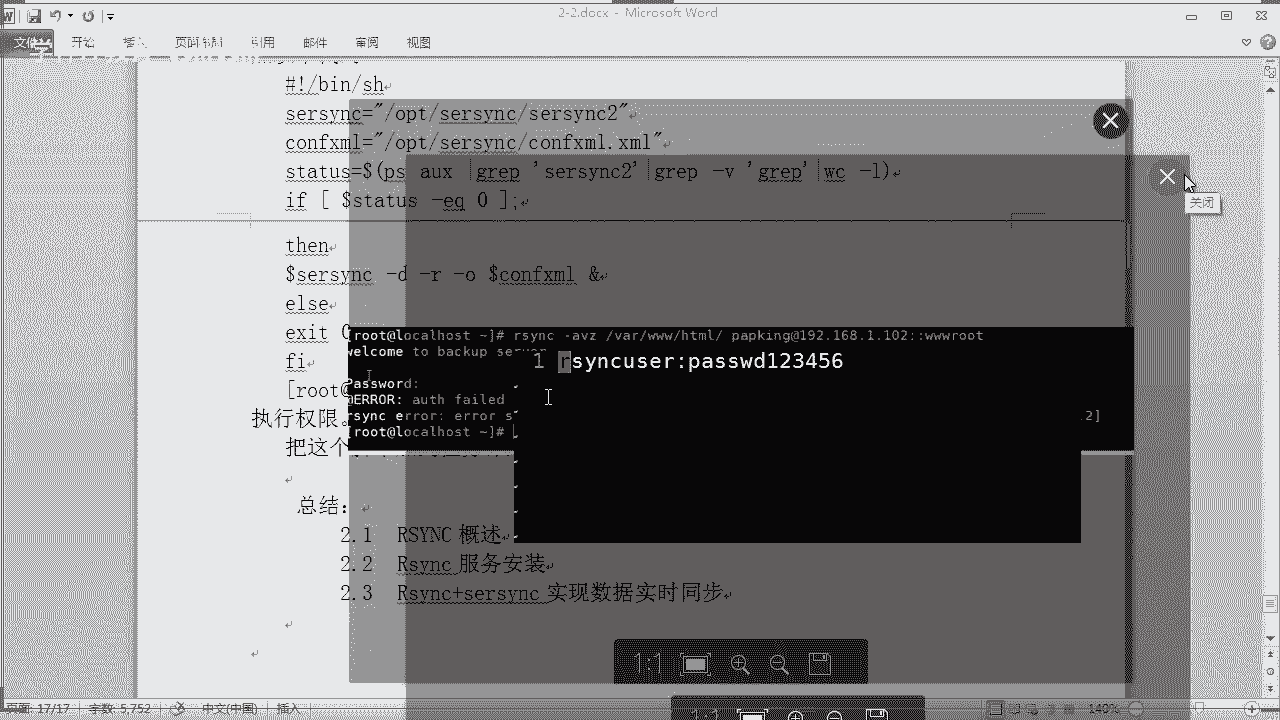 2-2.docx - Microsoft Word
文件
开始
页面布局
引用
邮件
审阅
视图
#!/bin/sh
sersync="/opt/sersync/sersync2"
confxml="/opt/sersync/confxml.xml"
status=$(ps aux |grep 'sersync2'|grep -v 'grep'|wc -l)
if [ $status -eq 0 ];
关闭
then
$sersync -d -r -o $confxml &
else
exit
fi
[root@localhost ~]# rsync -avz /var/www/html/ papking@192.168.1.102::wwwroot
welcome to backup server
1 rsyncuser:passwd123456
Password:
@ERROR: auth failed
rsync error: error
2]
[root@localhost ~]#
[root@
执行权限。
把这个
总结：
2.1 RSYNC 概述
2.2 Rsync 服务安装
2.3 Rsync+sersync 实现数据实时同步
1:1
页面: 17/17
字数: 5,752
中文(中国)
插入
140%